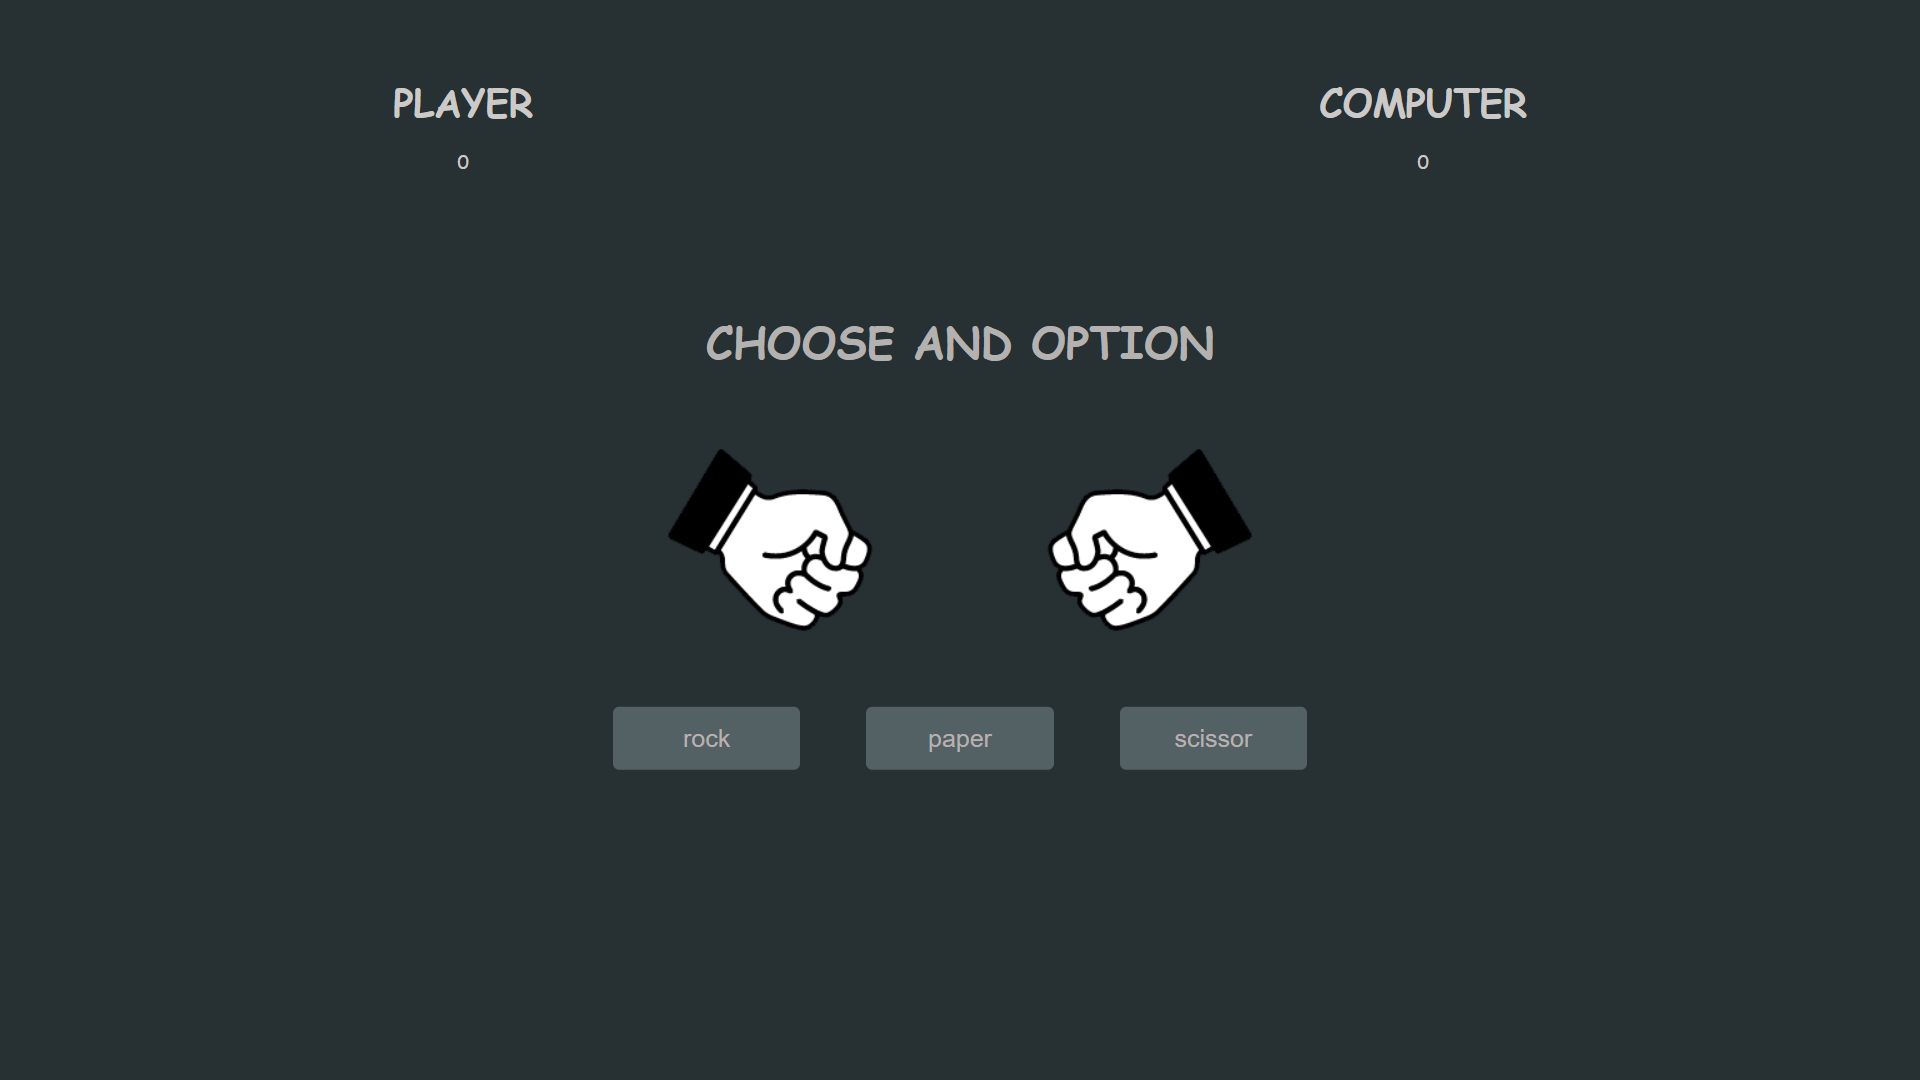 PLAYER
COMPUTER
0
0
CHOOSE AND OPTION
rock
paper
scissor